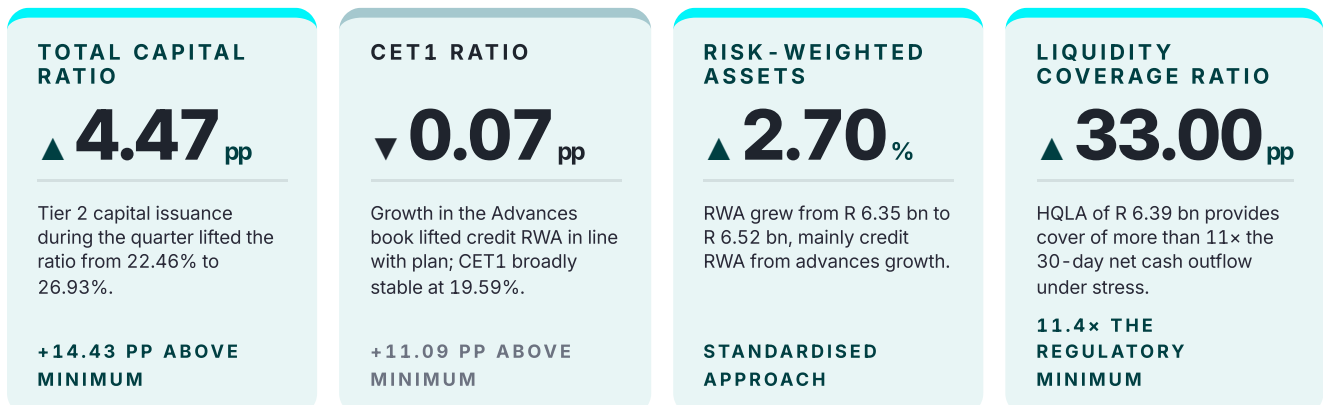 TOTAL CAPITAL
RATIO
▲ 4.47 pp
Tier 2 capital issuance
during the quarter lifted the
ratio from 22.46% to
26.93%.
+14.43 PP ABOVE
MINIMUM
CET1 RATIO
▼ 0.07 pp
Growth in the Advances
book lifted credit RWA in line
with plan; CET1 broadly
stable at 19.59%.
+11.09 PP ABOVE
MINIMUM
RISK-WEIGHTED
ASSETS
▲ 2.70 %
RWA grew from R 6.35 bn to
R 6.52 bn, mainly credit
RWA from advances growth.
STANDARDISED
APPROACH
LIQUIDITY
COVERAGE RATIO
▲ 33.00 pp
HQLA of R 6.39 bn provides
cover of more than 11× the
30-day net cash outflow
under stress.
11.4× THE
REGULATORY
MINIMUM